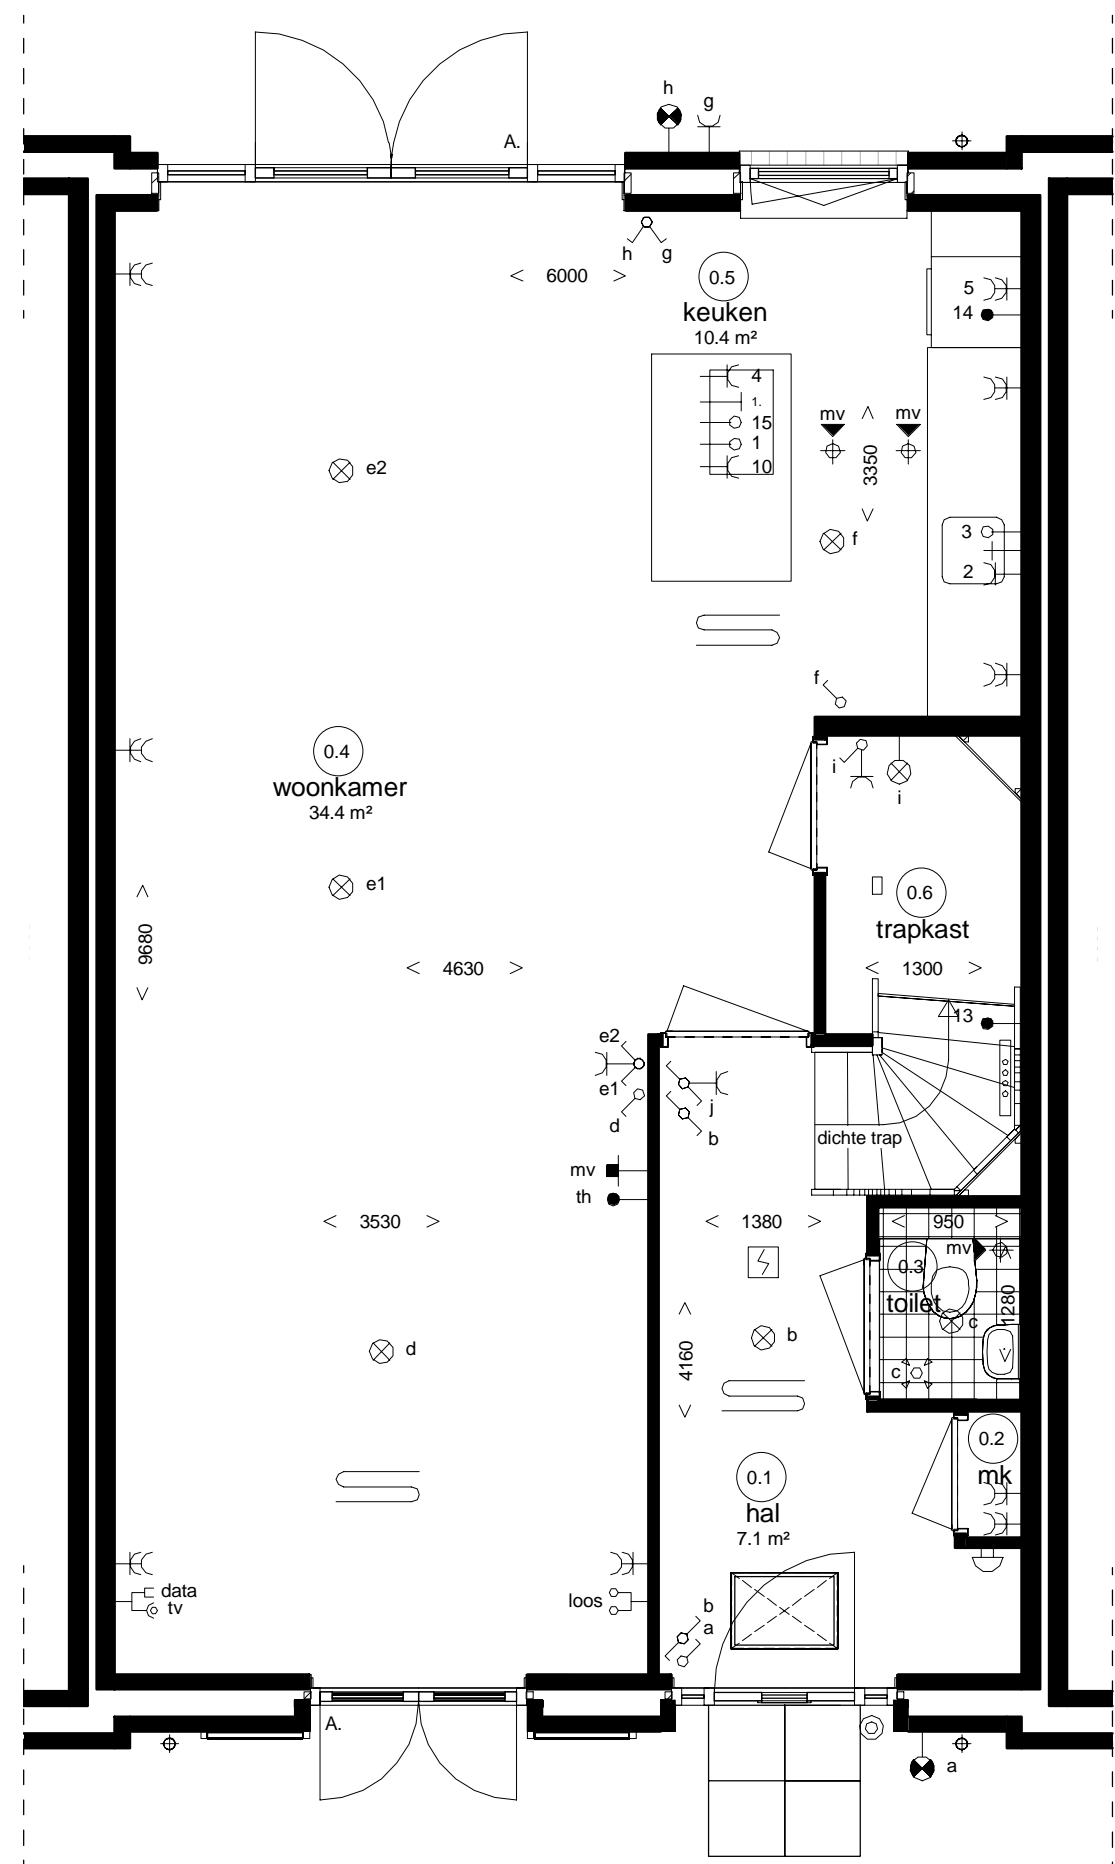 h
g
A.
h g
< 6000 >
0.5
keuken
10.4 m²
5
14
4
1.
15
1
10
mv
mv
< 3350 >
e2
f
3
2
f
0.4
woonkamer
34.4 m²
i
i
e1
0.6
trapkast
< 9680 >
< 4630 >
< 1300 >
13
e2
e1
d
j
b
dichte trap
mv
th
< 3530 >
< 1380 >
< 950 >
mv
0.3
toilet
1280
c
b
d
< 4160 >
c
0.2
mk
0.1
hal
7.1 m²
data
tv
loos
b
a
A.
a